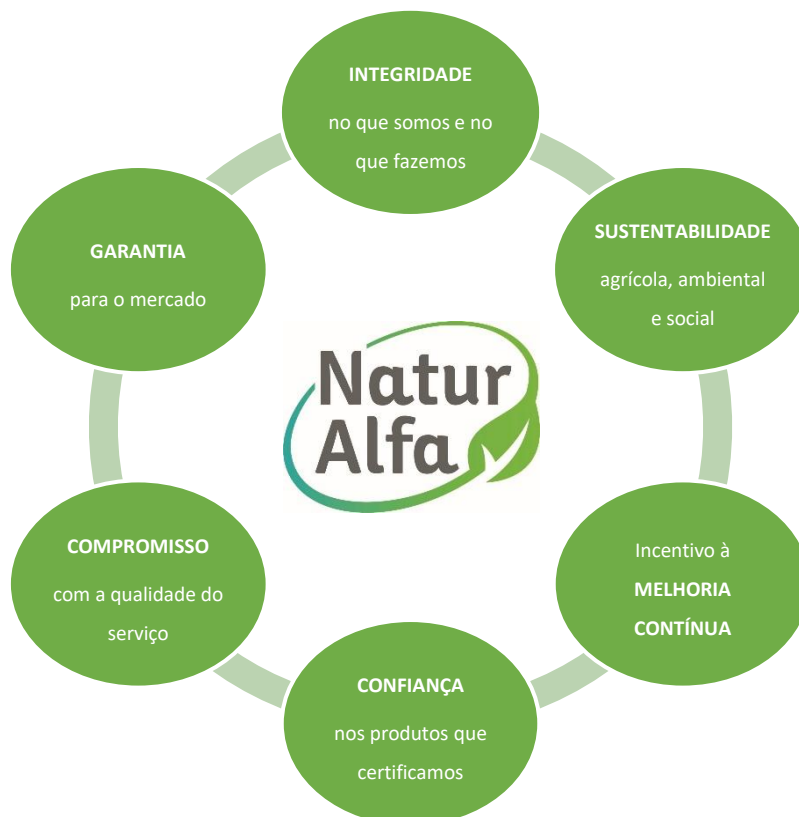 INTEGRIDADE
no que somos e no
que fazemos
SUSTENTABILIDADE
agrícola, ambiental
e social
Incentivo à
MELHORIA
CONTÍNUA
CONFIANÇA
nos produtos que
certificamos
COMPROMISSO
com a qualidade do
serviço
GARANTIA
para o mercado
Natur
Alfa